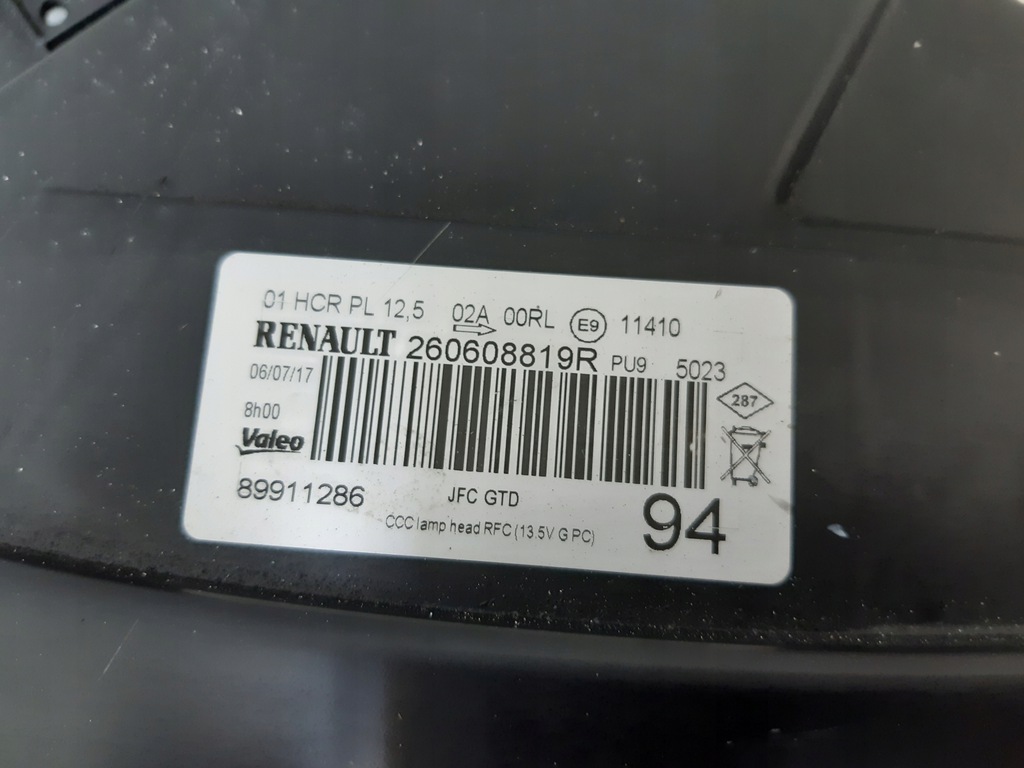 01 HCR PL 12,5 02A 00RL E9 11410
RENAULT 260608819R PU9 5023
06/07/17
287
8h00
Valeo
89911286 JFC GTD 94
CCC lamp head RFC (13.5V G PC)